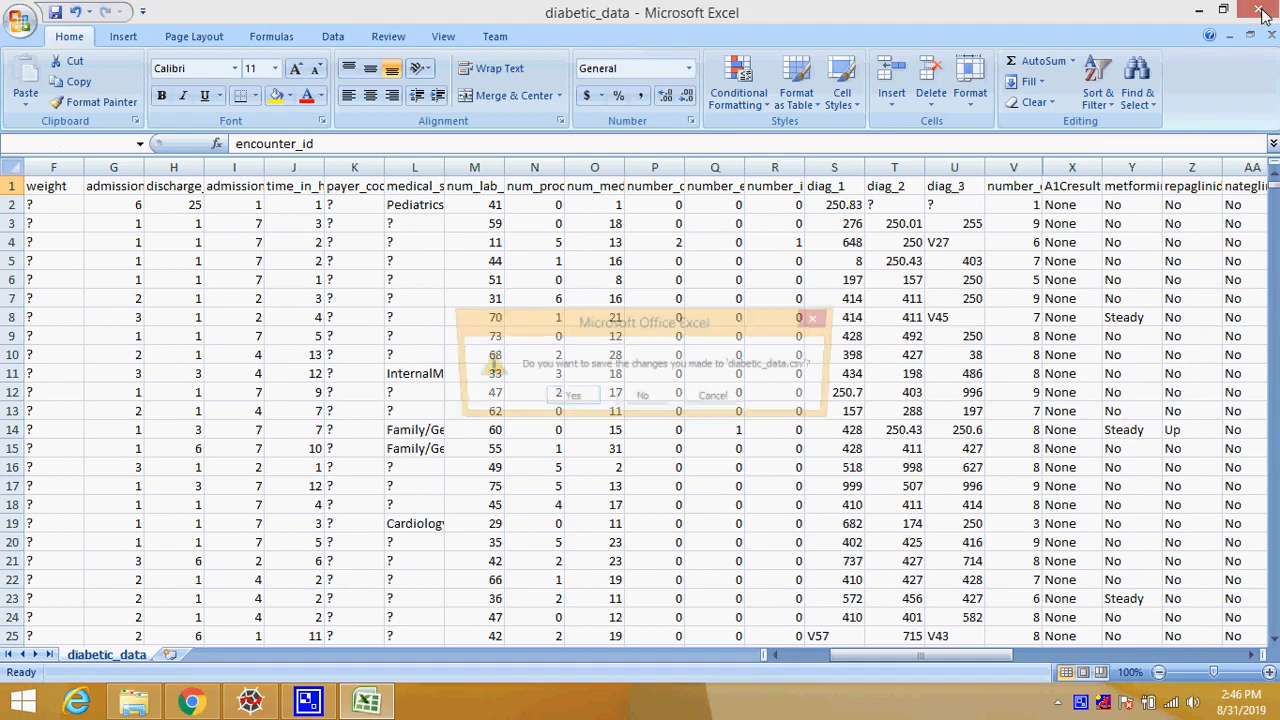 diabetic_data - Microsoft Excel
Home Insert Page Layout Formulas Data Review View Team
Paste Cut Copy Format Painter Clipboard
Calibri 11 A A B I U A Font
Wrap Text Merge & Center Alignment
General $ % , Number
Conditional Formatting Format as Table Cell Styles Styles
Insert Delete Format Cells
Σ AutoSum Fill Clear Sort & Filter Find & Select Editing
fx encounter_id
F G H I J K L M N O P Q R S T U V X Y Z AA
1 weight admission discharge_ admission time_in_h payer_coc medical_s num_lab_ num_proc num_med number_c number_e number_i diag_1 diag_2 diag_3 number_ A1Cresult metformin repaglinid nateglin
2 ? 6 25 1 1 ? Pediatrics 41 0 1 0 0 0 250.83 ? ? 1 None No No No
3 ? 1 1 7 3 ? ? 59 0 18 0 0 0 276 250.01 255 9 None No No No
4 ? 1 1 7 2 ? ? 11 5 13 2 0 1 648 250 V27 6 None No No No
5 ? 1 1 7 2 ? ? 44 1 16 0 0 0 8 250.43 403 7 None No No No
6 ? 1 1 7 1 ? ? 51 0 8 0 0 0 197 157 250 5 None No No No
7 ? 2 1 2 3 ? ? 31 6 16 0 0 0 414 411 250 9 None No No No
8 ? 3 1 2 4 ? ? 70 1 21 0 0 0 414 411 V45 7 None Steady No No
9 ? 1 1 7 5 ? ? 73 0 12 0 0 0 428 492 250 8 None No No No
10 ? 2 1 4 13 ? ? 68 2 28 0 0 0 398 427 38 8 None No No No
11 ? 3 3 4 12 ? InternalM 33 3 18 0 0 0 434 198 486 8 None No No No
12 ? 1 1 7 9 ? ? 47 2 17 0 0 0 250.7 403 996 9 None No No No
13 ? 2 1 4 7 ? ? 62 0 11 0 0 0 157 288 197 7 None No No No
14 ? 1 3 7 7 ? Family/Ge 60 0 15 0 1 0 428 250.43 250.6 8 None Steady Up No
15 ? 1 6 7 10 ? Family/Ge 55 1 31 0 0 0 428 411 427 8 None No No No
16 ? 3 1 2 1 ? ? 49 5 2 0 0 0 518 998 627 8 None No No No
17 ? 1 3 7 12 ? ? 75 5 13 0 0 0 999 507 996 9 None No No No
18 ? 1 1 7 4 ? ? 45 4 17 0 0 0 410 411 414 8 None No No No
19 ? 1 1 7 3 ? Cardiology 29 0 11 0 0 0 682 174 250 3 None No No No
20 ? 1 1 7 5 ? ? 35 5 23 0 0 0 402 425 416 9 None No No No
21 ? 3 6 2 6 ? ? 42 2 23 0 0 0 737 427 714 8 None No No No
22 ? 2 1 4 2 ? ? 66 1 19 0 0 0 410 427 428 7 None No No No
23 ? 2 1 4 2 ? ? 36 2 11 0 0 0 572 456 427 6 None Steady No No
24 ? 2 1 4 2 ? ? 47 0 12 0 0 0 410 401 582 8 None No No No
25 ? 2 6 1 11 ? ? 42 2 19 0 0 0 V57 715 V43 8 None No No No
Microsoft Office Excel
Do you want to save the changes you made to 'diabetic_data.csv'?
Yes No Cancel
diabetic_data
Ready 100%
2:46 PM
8/31/2019